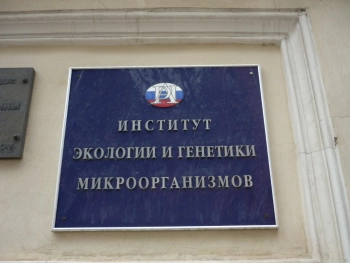 ИНСТИТУТ
ЭКОЛОГИИ И ГЕНЕТИКИ
МИКРООРГАНИЗМОВ